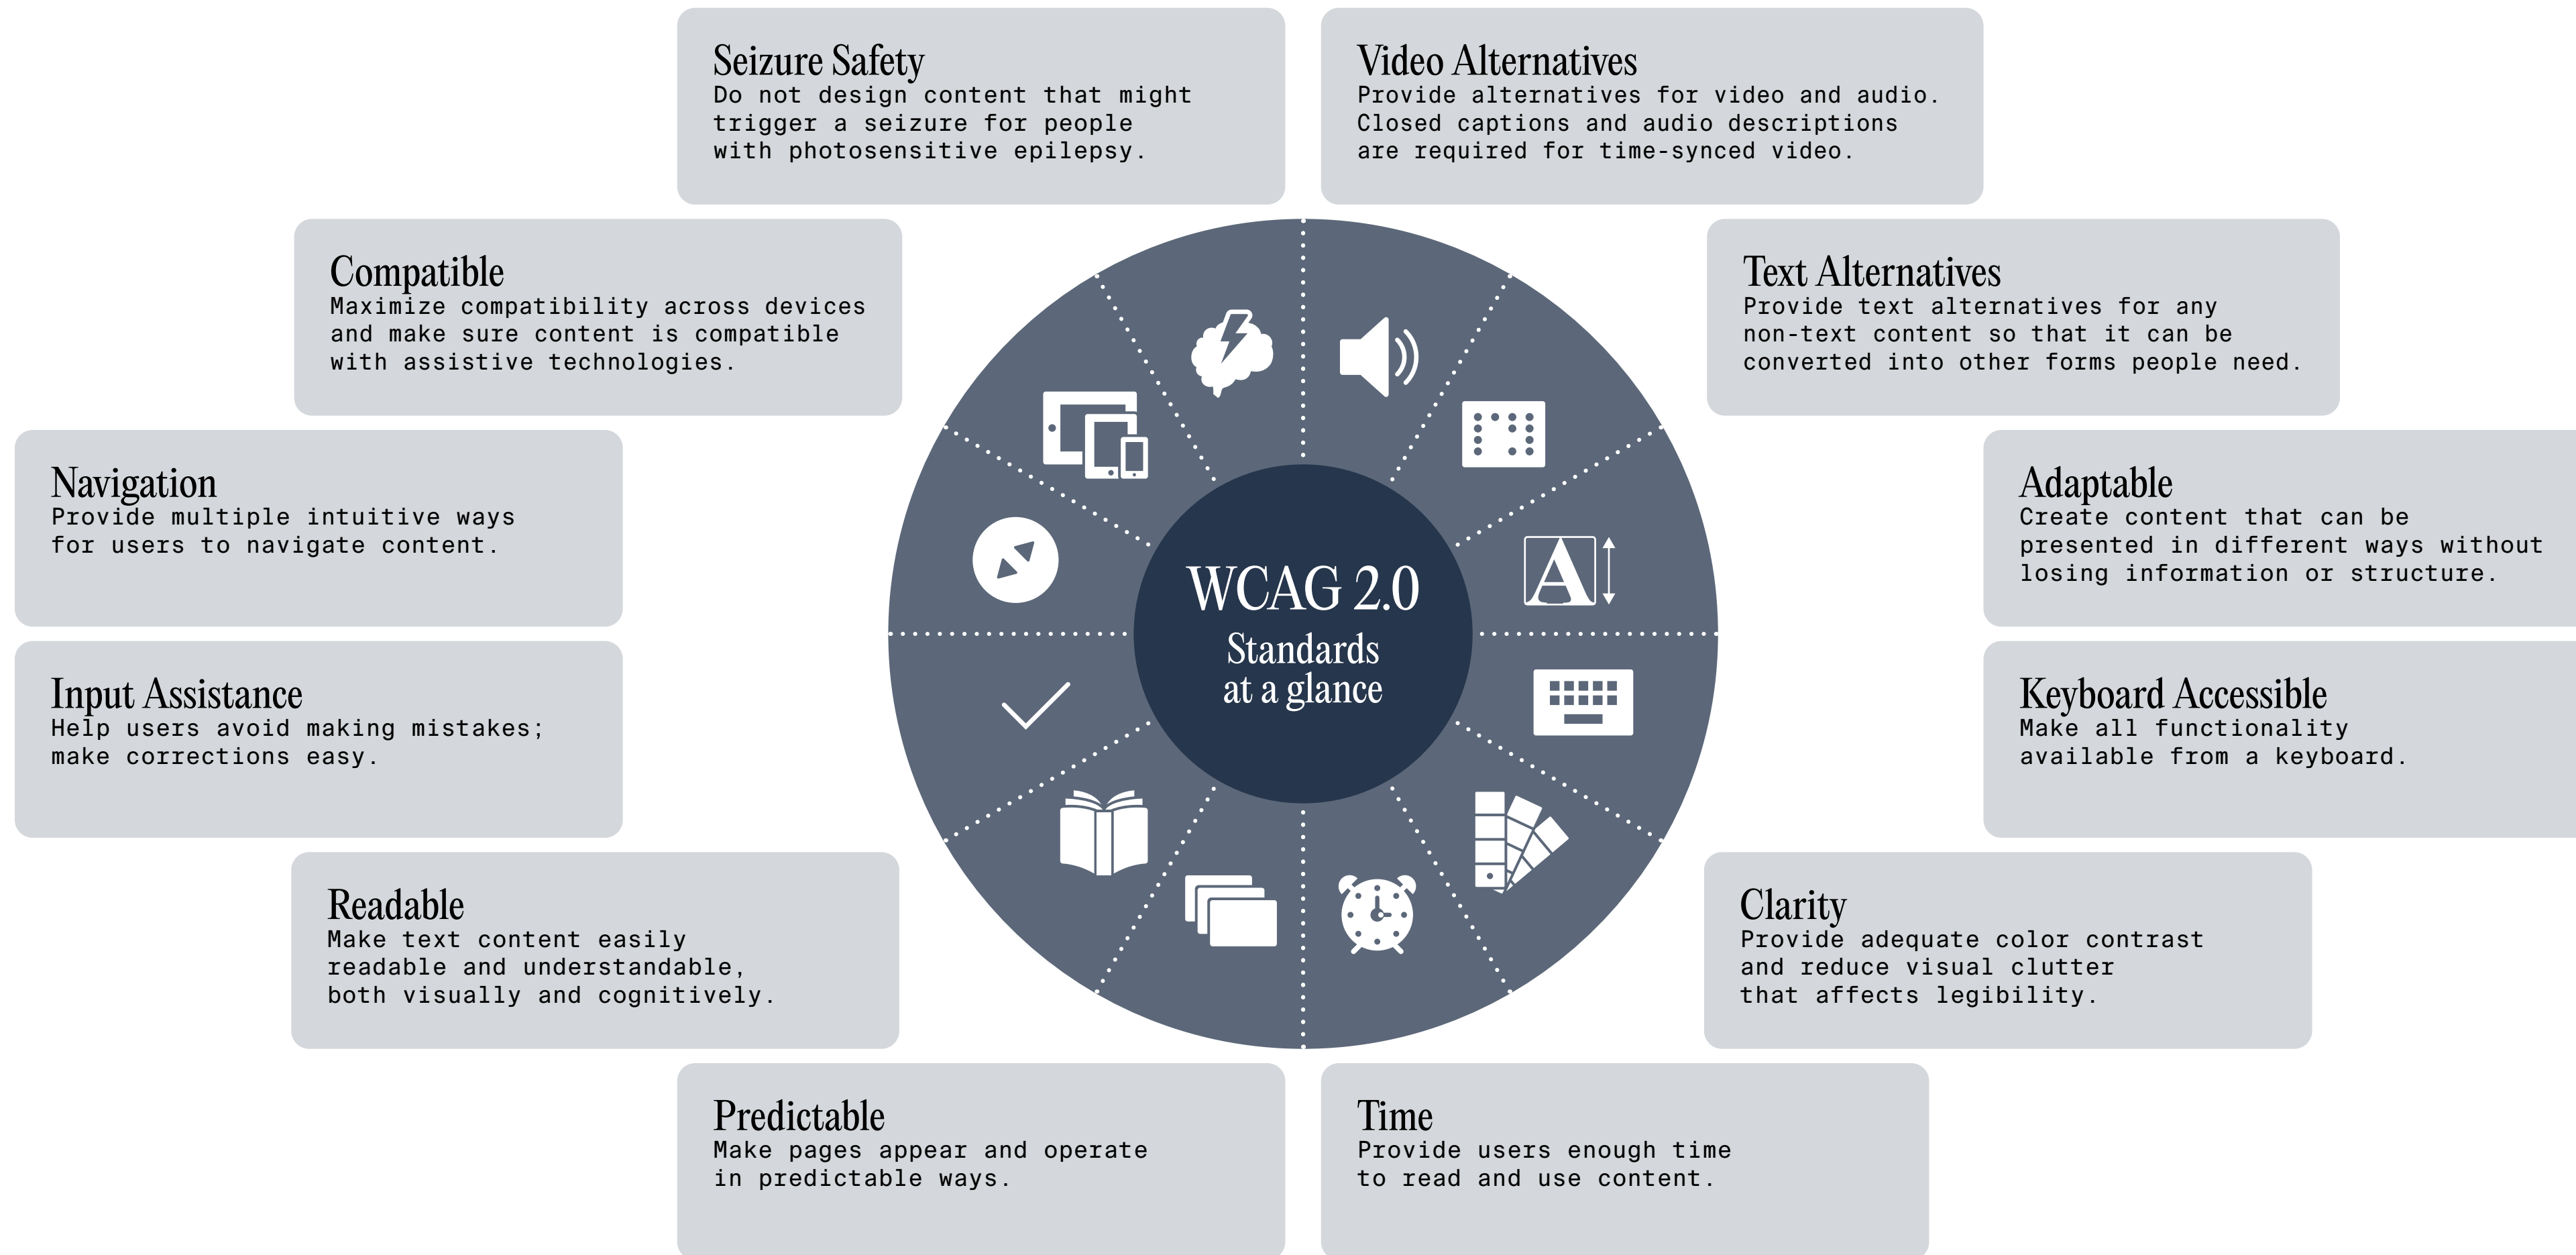 Seizure Safety
Do not design content that might
trigger a seizure for people
with photosensitive epilepsy.
Video Alternatives
Provide alternatives for video and audio.
Closed captions and audio descriptions
are required for time-synced video.
Compatible
Maximize compatibility across devices
and make sure content is compatible
with assistive technologies.
Text Alternatives
Provide text alternatives for any
non-text content so that it can be
converted into other forms people need.
Navigation
Provide multiple intuitive ways
for users to navigate content.
Adaptable
Create content that can be
presented in different ways without
losing information or structure.
WCAG 2.0
Standards
at a glance
Input Assistance
Help users avoid making mistakes;
make corrections easy.
Keyboard Accessible
Make all functionality
available from a keyboard.
Readable
Make text content easily
readable and understandable,
both visually and cognitively.
Clarity
Provide adequate color contrast
and reduce visual clutter
that affects legibility.
Predictable
Make pages appear and operate
in predictable ways.
Time
Provide users enough time
to read and use content.